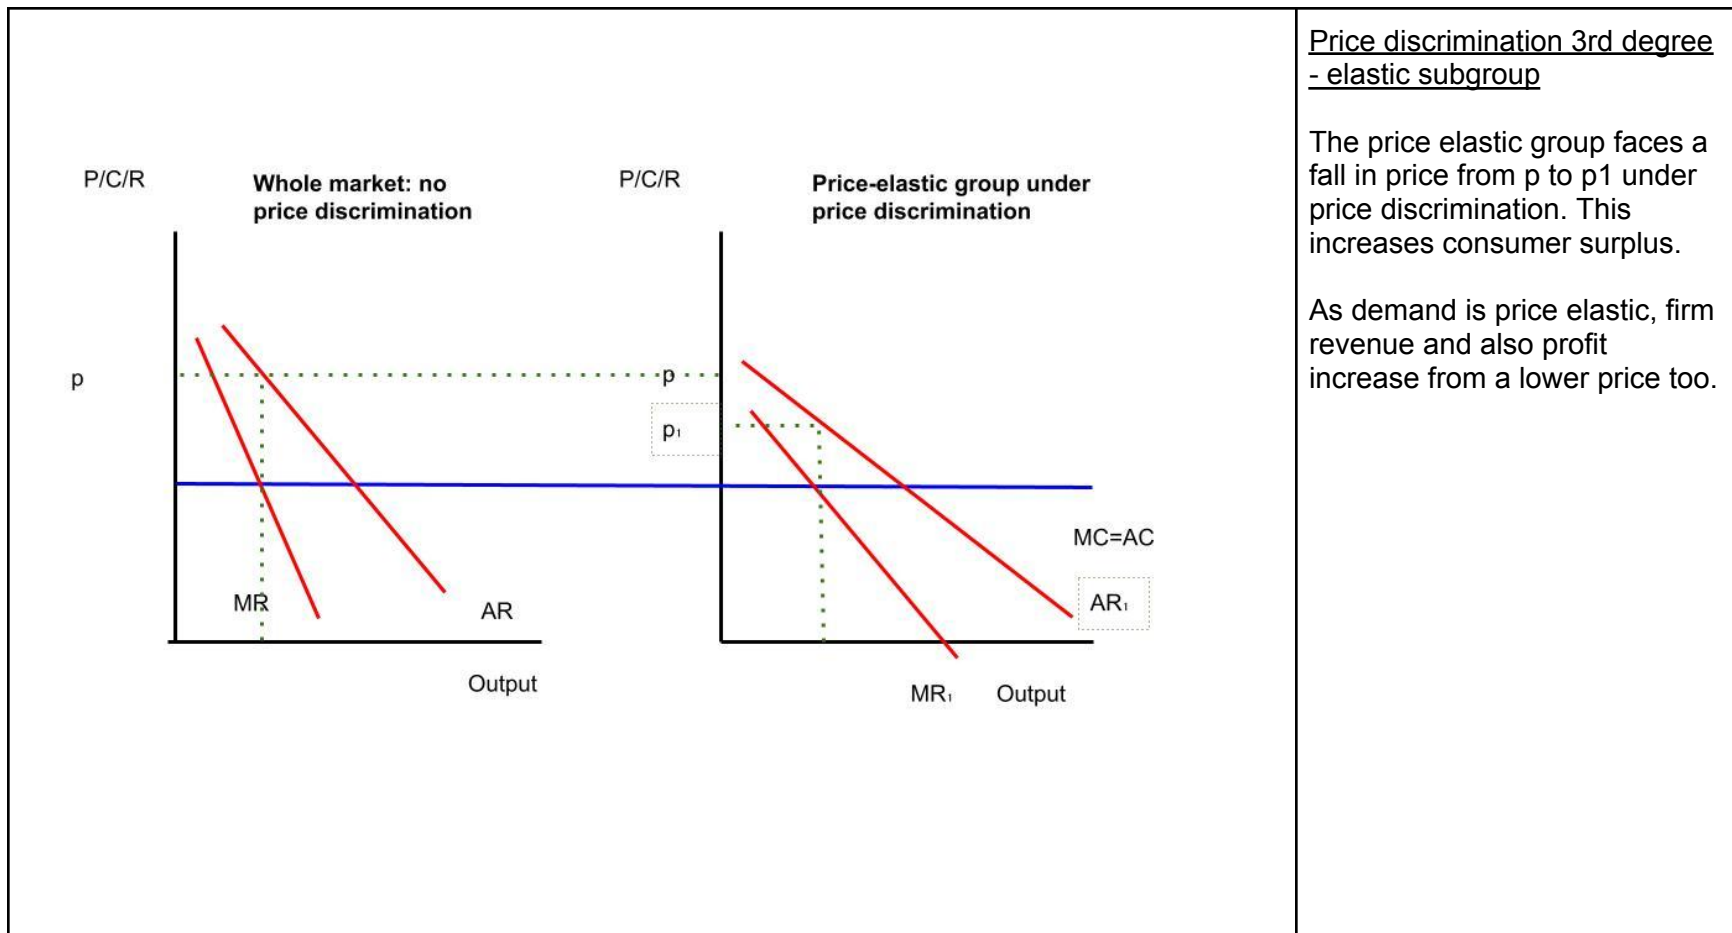 Price discrimination 3rd degree
- elastic subgroup
The price elastic group faces a
fall in price from p to p1 under
price discrimination. This
increases consumer surplus.
As demand is price elastic, firm
revenue and also profit
increase from a lower price too.
P/C/R
Whole market: no
price discrimination
p
MR
AR
Output
P/C/R
Price-elastic group under
price discrimination
p
p₁
MC=AC
AR₁
MR₁
Output